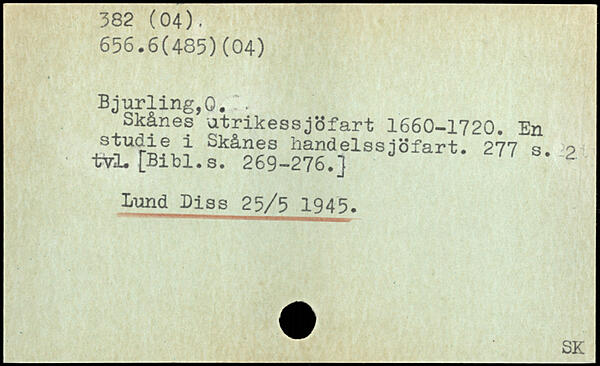 382 (04).
656.6(485)(04)
Bjurling,O.
Skånes utrikessjöfart 1660-1720. En
studie i Skånes handelssjöfart. 277 s. 2
tvl. [Bibl.s. 269-276.]
Lund Diss 25/5 1945.
SK